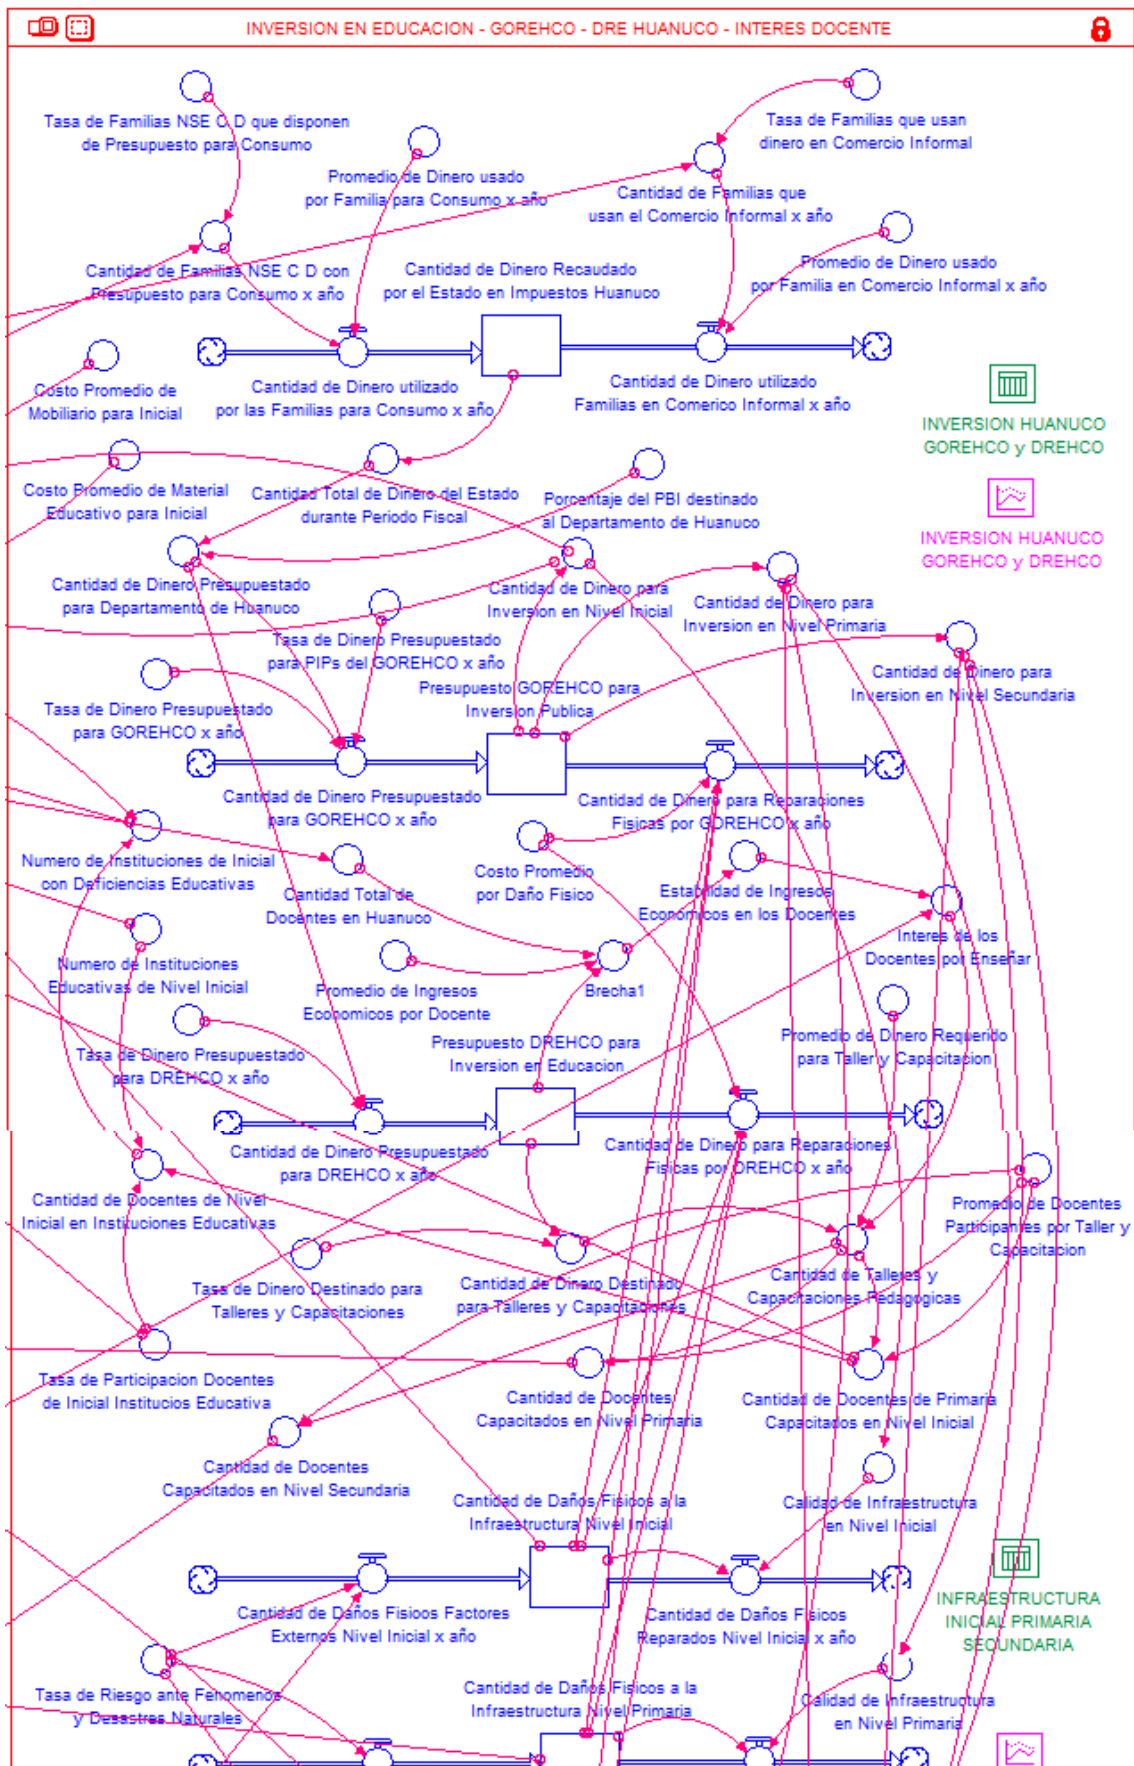 INVERSION EN EDUCACION - GOREHCO - DRE HUANUCO - INTERES DOCENTE
Tasa de Familias NSE C D que disponen
de Presupuesto para Consumo
Promedio de Dinero usado
por Familia para Consumo x año
Tasa de Familias que usan
dinero en Comercio Informal
Cantidad de Familias que
usan el Comercio Informal x año
Cantidad de Familias NSE C D con
Presupuesto para Consumo x año
Cantidad de Dinero Recaudado
por el Estado en Impuestos Huanuco
Promedio de Dinero usado
por Familia en Comercio Informal x año
Costo Promedio de
Mobiliario para Inicial
Cantidad de Dinero utilizado
por las Familias para Consumo x año
Cantidad de Dinero utilizado
Familias en Comerico Informal x año
INVERSION HUANUCO
GOREHCO y DREHCO
Costo Promedio de Material
Educativo para Inicial
Cantidad Total de Dinero del Estado
durante Periodo Fiscal
Porcentaje del PBI destinado
al Departamento de Huanuco
INVERSION HUANUCO
GOREHCO y DREHCO
Cantidad de Dinero Presupuestado
para Departamento de Huanuco
Cantidad de Dinero para
Inversion en Nivel Inicial
Cantidad de Dinero para
Inversion en Nivel Primaria
Tasa de Dinero Presupuestado
para PIPs del GOREHCO x año
Cantidad de Dinero para
Inversion en Nivel Secundaria
Tasa de Dinero Presupuestado
para GOREHCO x año
Presupuesto GOREHCO para
Inversion Publica
Cantidad de Dinero Presupuestado
para GOREHCO x año
Cantidad de Dinero para Reparaciones
Fisicas por GOREHCO x año
Numero de Instituciones de Inicial
con Deficiencias Educativas
Cantidad Total de
Docentes en Huanuco
Costo Promedio
por Daño Fisico
Estabilidad de Ingresos
Economicos en los Docentes
Interes de los
Docentes por Enseñar
Numero de Instituciones
Educativas de Nivel Inicial
Promedio de Ingresos
Economicos por Docente
Brecha1
Tasa de Dinero Presupuestado
para DREHCO x año
Presupuesto DREHCO para
Inversion en Educacion
Promedio de Dinero Requerido
para Taller y Capacitacion
Cantidad de Dinero Presupuestado
para DREHCO x año
Cantidad de Dinero para Reparaciones
Fisicas por DREHCO x año
Cantidad de Docentes de Nivel
Inicial en Instituciones Educativas
Promedio de Docentes
Participantes por Taller y
Capacitacion
Tasa de Dinero Destinado para
Talleres y Capacitaciones
Cantidad de Dinero Destinado
para Talleres y Capacitaciones
Cantidad de Talleres y
Capacitaciones Pedagogicas
Tasa de Participacion Docentes
de Inicial Institucios Educativa
Cantidad de Docentes
Capacitados en Nivel Primaria
Cantidad de Docentes de Primaria
Capacitados en Nivel Inicial
Cantidad de Docentes
Capacitados en Nivel Secundaria
Cantidad de Daños Fisicos a la
Infraestructura Nivel Inicial
Calidad de Infraestructura
en Nivel Inicial
Cantidad de Daños Fisicos Factores
Externos Nivel Inicial x año
Cantidad de Daños Fisicos
Reparados Nivel Inicial x año
INFRAESTRUCTURA
INICIAL PRIMARIA
SECUNDARIA
Tasa de Riesgo ante Fenomenos
y Desastres Naturales
Cantidad de Daños Fisicos a la
Infraestructura Nivel Primaria
Calidad de Infraestructura
en Nivel Primaria